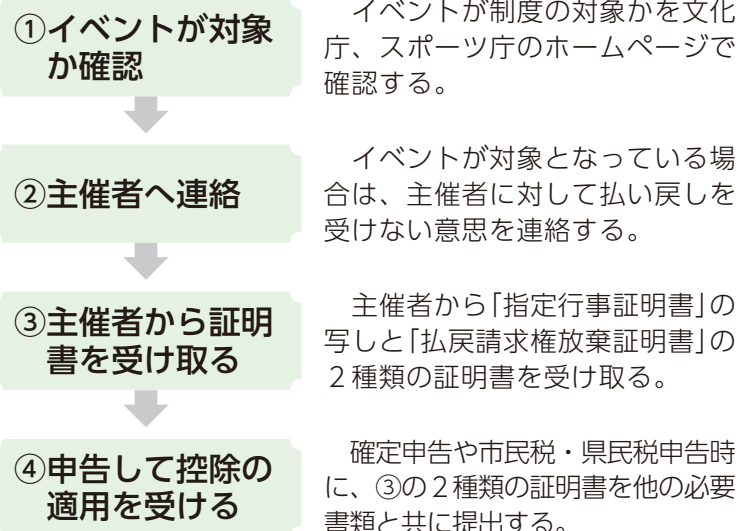 ①イベントが対象
か確認
イベントが制度の対象かを文化
庁、スポーツ庁のホームページで
確認する。
②主催者へ連絡
イベントが対象となっている場
合は、主催者に対して払い戻しを
受けない意思を連絡する。
③主催者から証明
書を受け取る
主催者から「指定行事証明書」の
写しと「払戻請求権放棄証明書」の
２種類の証明書を受け取る。
④申告して控除の
適用を受ける
確定申告や市民税・県民税申告時
に、③の２種類の証明書を他の必要
書類と共に提出する。